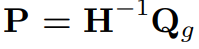 𝐏 = 𝐇⁻¹𝐐_g